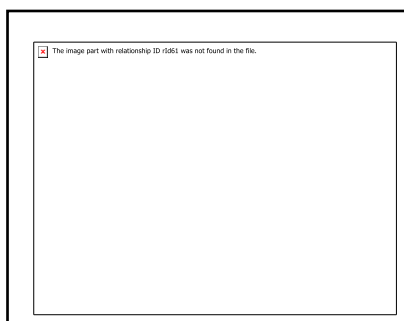 The image part with relationship ID rId61 was not found in the file.